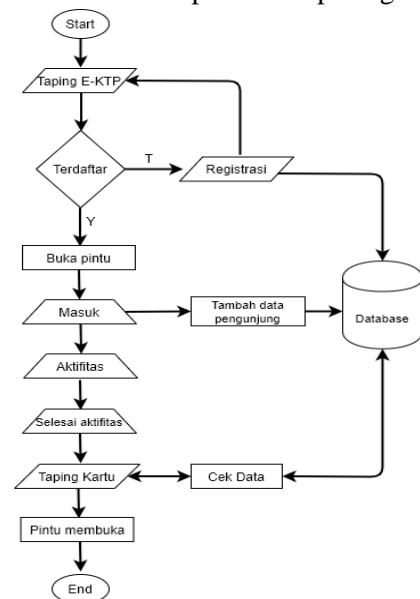 Start
Taping E-KTP
Terdaftar
T
Registrasi
Y
Buka pintu
Masuk
Tambah data
pengunjung
Database
Aktifitas
Selesai aktifitas
Taping Kartu
Cek Data
Pintu membuka
End